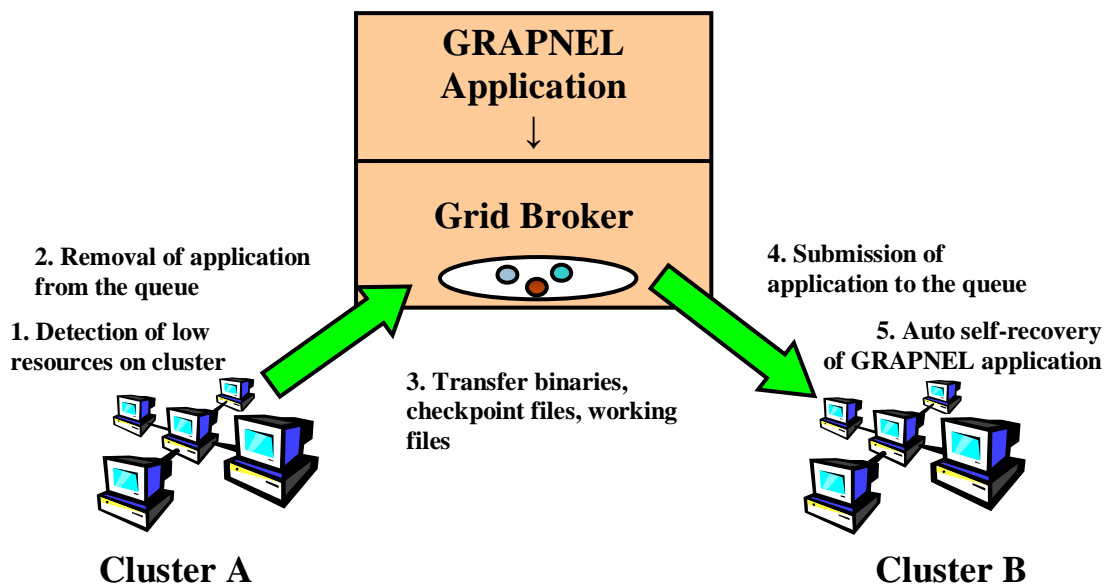 GRAPNEL
Application
↓
Grid Broker
2. Removal of application
from the queue
1. Detection of low
resources on cluster
3. Transfer binaries,
checkpoint files, working
files
4. Submission of
application to the queue
5. Auto self-recovery
of GRAPNEL application
Cluster A
Cluster B